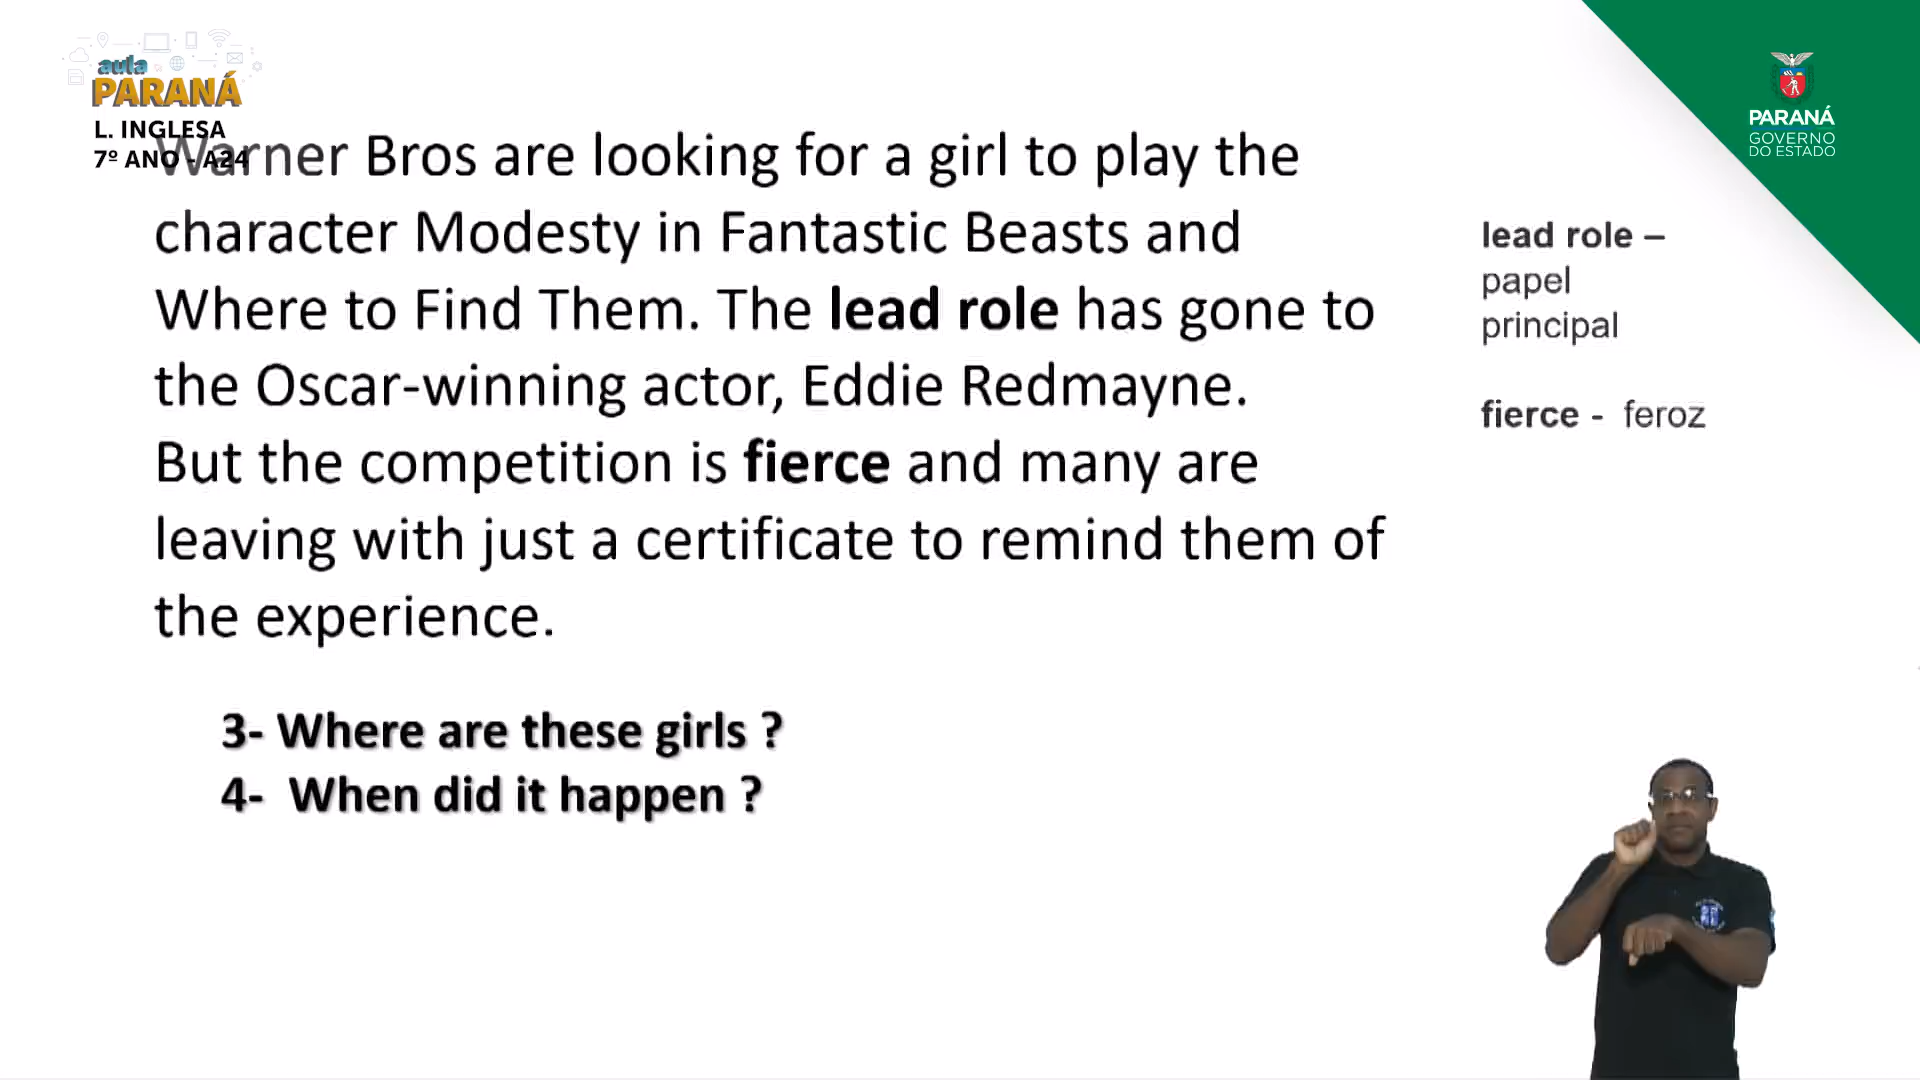 aula
PARANÁ
L. INGLESA
7º ANO - A24
Warner Bros are looking for a girl to play the
character Modesty in Fantastic Beasts and
Where to Find Them. The lead role has gone to
the Oscar-winning actor, Eddie Redmayne.
But the competition is fierce and many are
leaving with just a certificate to remind them of
the experience.
3- Where are these girls ?
4- When did it happen ?
lead role –
papel
principal
fierce - feroz
PARANÁ
GOVERNO
DO ESTADO